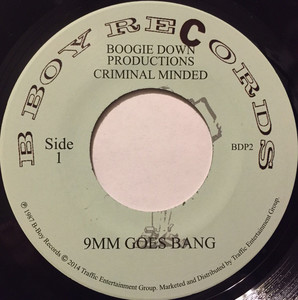 B BOY RECORDS
BOOGIE DOWN
PRODUCTIONS
CRIMINAL MINDED
Side
1
BDP2
9MM GOES BANG
℗ 1987 B-Boy Records © 2014 Traffic Entertainment Group. Marketed and Distributed by Traffic Entertainment Group.